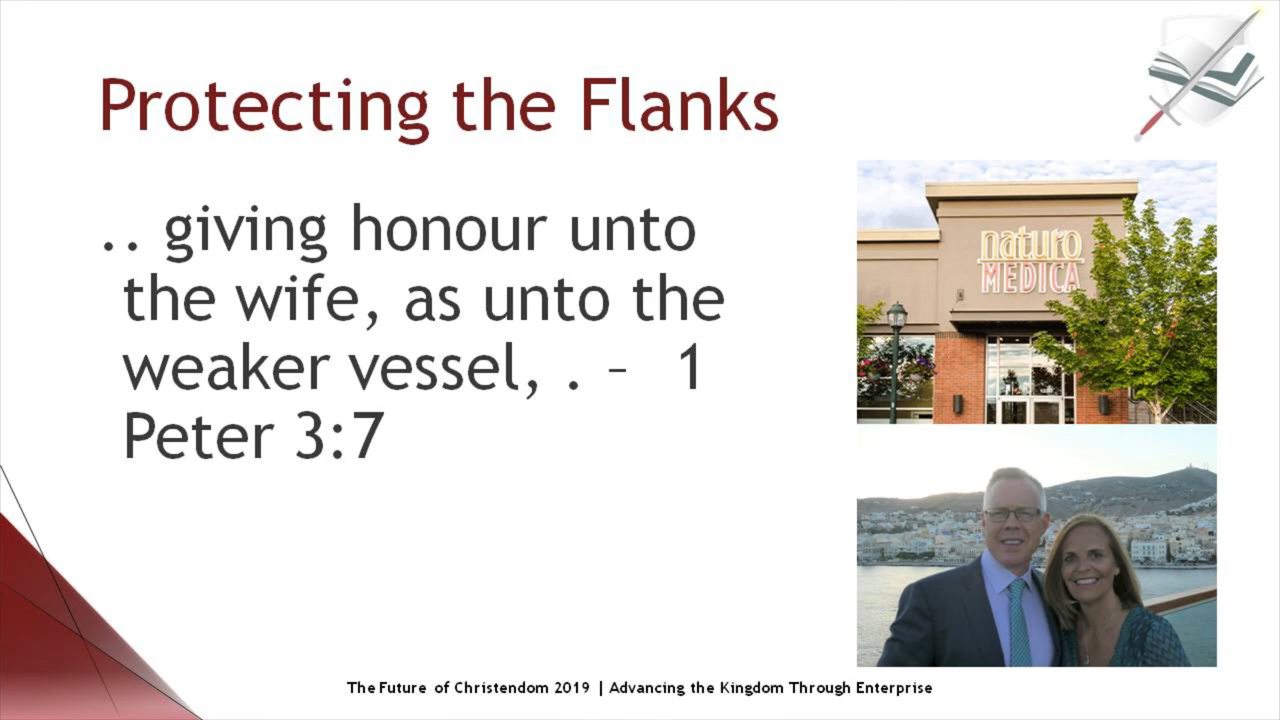 Protecting the Flanks
.. giving honour unto
the wife, as unto the
weaker vessel, . – 1
Peter 3:7
naturo
MEDICA
The Future of Christendom 2019 | Advancing the Kingdom Through Enterprise